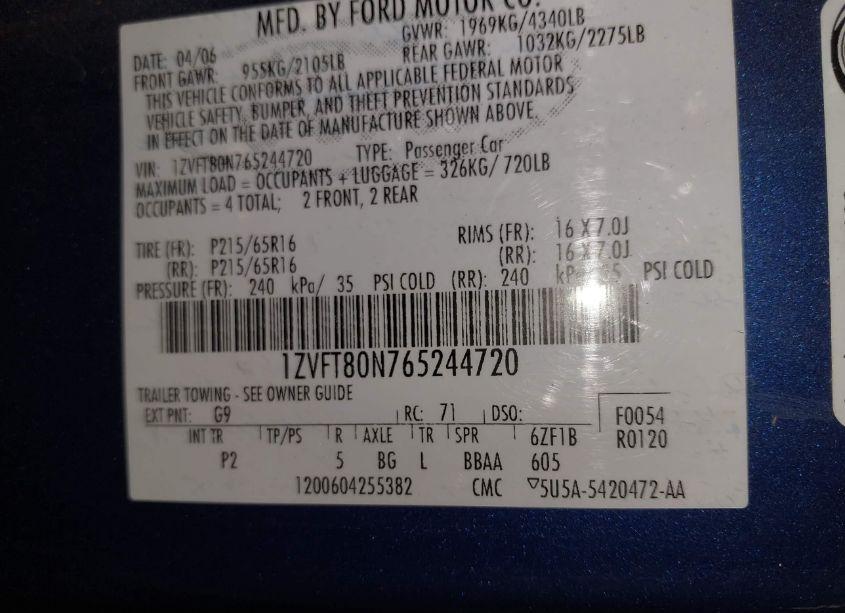 MFD. BY FORD MOTOR CO.
DATE: 04/06 GVWR: 1969KG/4340LB
FRONT GAWR: 955KG/2105LB REAR GAWR: 1032KG/2275LB
THIS VEHICLE CONFORMS TO ALL APPLICABLE FEDERAL MOTOR
VEHICLE SAFETY, BUMPER, AND THEFT PREVENTION STANDARDS
IN EFFECT ON THE DATE OF MANUFACTURE SHOWN ABOVE.
VIN: 1ZVFT80N765244720 TYPE: Passenger Car
MAXIMUM LOAD = OCCUPANTS + LUGGAGE = 326KG/ 720LB
OCCUPANTS = 4 TOTAL; 2 FRONT, 2 REAR
TIRE (FR): P215/65R16 RIMS (FR): 16 X 7.0J
(RR): P215/65R16 (RR): 16 X 7.0J
PRESSURE (FR): 240 kPa/ 35 PSI COLD (RR): 240 kPa/ 35 PSI COLD
1ZVFT80N765244720
TRAILER TOWING - SEE OWNER GUIDE
EXT PNT: G9 RC: 71 DSO: F0054
INT TR TP/PS R AXLE TR SPR 6ZF1B R0120
P2 5 BG L BBAA 605
1200604255382 CMC ▽5U5A-5420472-AA